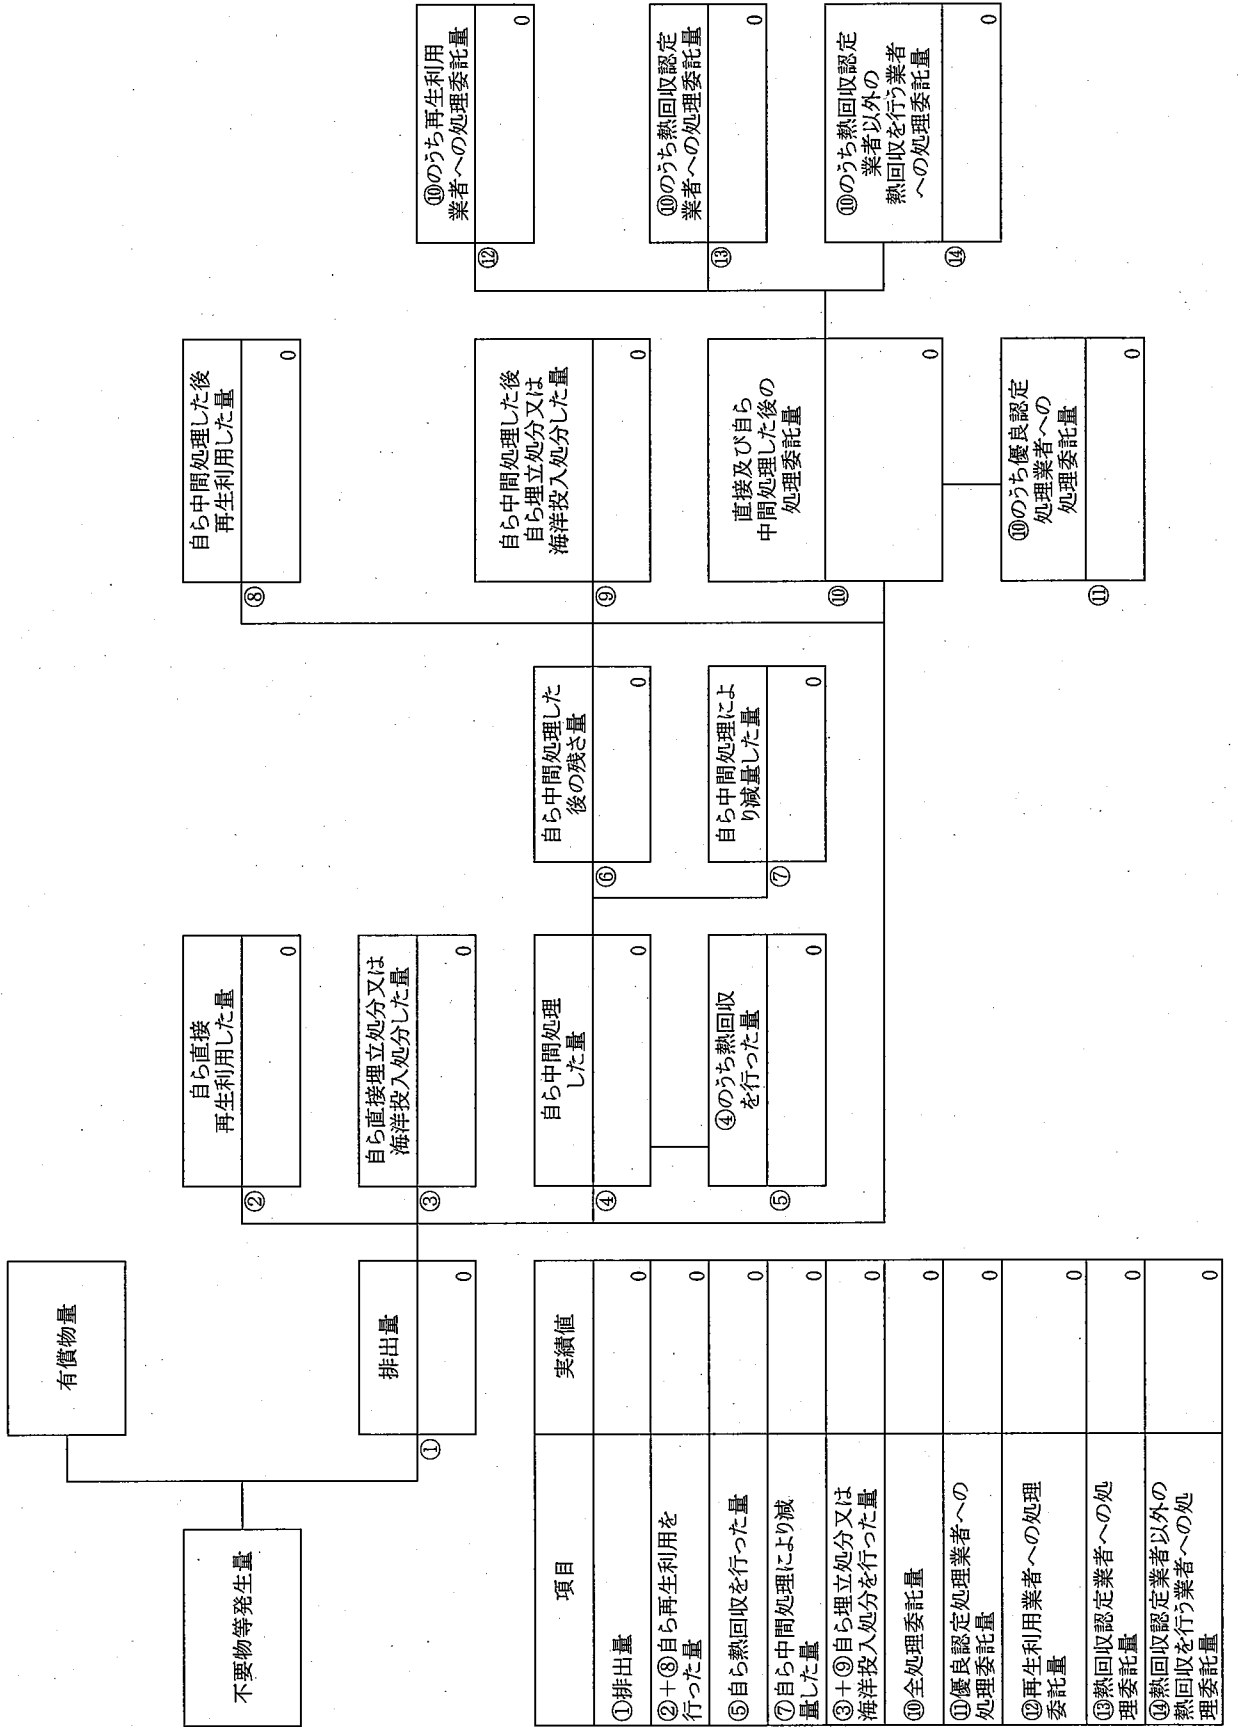 不要物等発生量
有償物量
①
排出量
0
②
自ら直接
再生利用した量
0
③
自ら直接埋立処分又は
海洋投入処分した量
0
④
自ら中間処理
した量
0
⑤
④のうち熱回収
を行った量
0
⑥
自ら中間処理した
後の残さ量
0
⑦
自ら中間処理によ
り減量した量
0
⑧
自ら中間処理した後
再生利用した量
0
⑨
自ら中間処理した後
自ら埋立処分又は
海洋投入処分した量
0
⑩
直接及び自ら
中間処理した後の
処理委託量
0
⑪
⑩のうち優良認定
処理業者への
処理委託量
0
⑫
⑩のうち再生利用
業者への処理委託量
0
⑬
⑩のうち熱回収認定
業者への処理委託量
0
⑭
⑩のうち熱回収認定
業者以外の
熱回収を行う業者
への処理委託量
0
項目 実績値
①排出量 0
②+⑧自ら再生利用を
行った量 0
⑤自ら熱回収を行った量 0
⑦自ら中間処理により減
量した量 0
③+⑨自ら埋立処分又は
海洋投入処分を行った量 0
⑩全処理委託量 0
⑪優良認定処理業者への
処理委託量 0
⑫再生利用業者への処理
委託量 0
⑬熱回収認定業者への処
理委託量 0
⑭熱回収認定業者以外の
熱回収を行う業者への処
理委託量 0